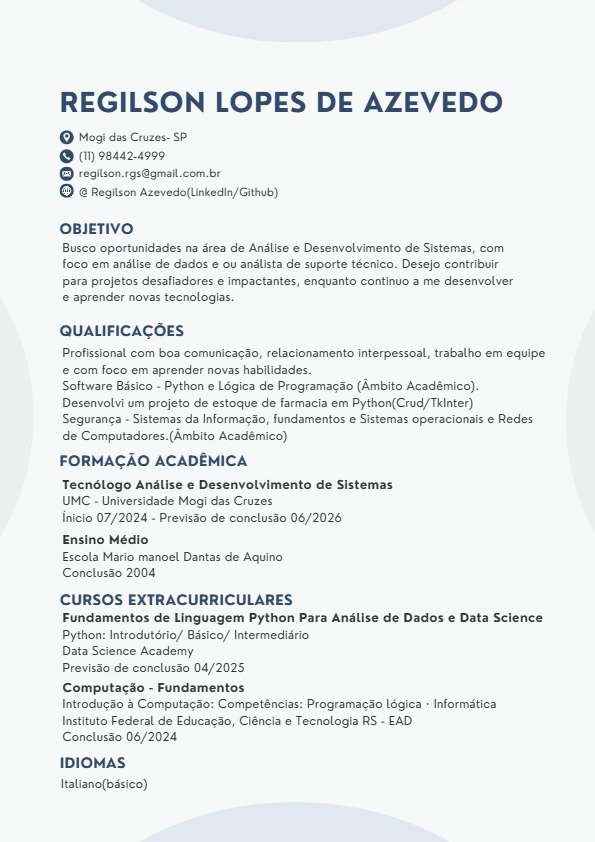 REGILSON LOPES DE AZEVEDO
Mogi das Cruzes- SP
(11) 98442-4999
regilson.rgs@gmail.com.br
@ Regilson Azevedo(LinkedIn/Github)
OBJETIVO
Busco oportunidades na área de Análise e Desenvolvimento de Sistemas, com
foco em análise de dados e ou análista de suporte técnico. Desejo contribuir
para projetos desafiadores e impactantes, enquanto continuo a me desenvolver
e aprender novas tecnologias.
QUALIFICAÇÕES
Profissional com boa comunicação, relacionamento interpessoal, trabalho em equipe
e com foco em aprender novas habilidades.
Software Básico - Python e Lógica de Programação (Âmbito Acadêmico).
Desenvolvi um projeto de estoque de farmacia em Python(Crud/TkInter)
Segurança - Sistemas da Informação, fundamentos e Sistemas operacionais e Redes
de Computadores.(Âmbito Acadêmico)
FORMAÇÃO ACADÊMICA
Tecnólogo Análise e Desenvolvimento de Sistemas
UMC - Universidade Mogi das Cruzes
Ínicio 07/2024 - Previsão de conclusão 06/2026
Ensino Médio
Escola Mario manoel Dantas de Aquino
Conclusão 2004
CURSOS EXTRACURRICULARES
Fundamentos de Linguagem Python Para Análise de Dados e Data Science
Python: Introdutório/ Básico/ Intermediário
Data Science Academy
Previsão de conclusão 04/2025
Computação - Fundamentos
Introdução à Computação: Competências: Programação lógica · Informática
Instituto Federal de Educação, Ciência e Tecnologia RS - EAD
Conclusão 06/2024
IDIOMAS
Italiano(básico)